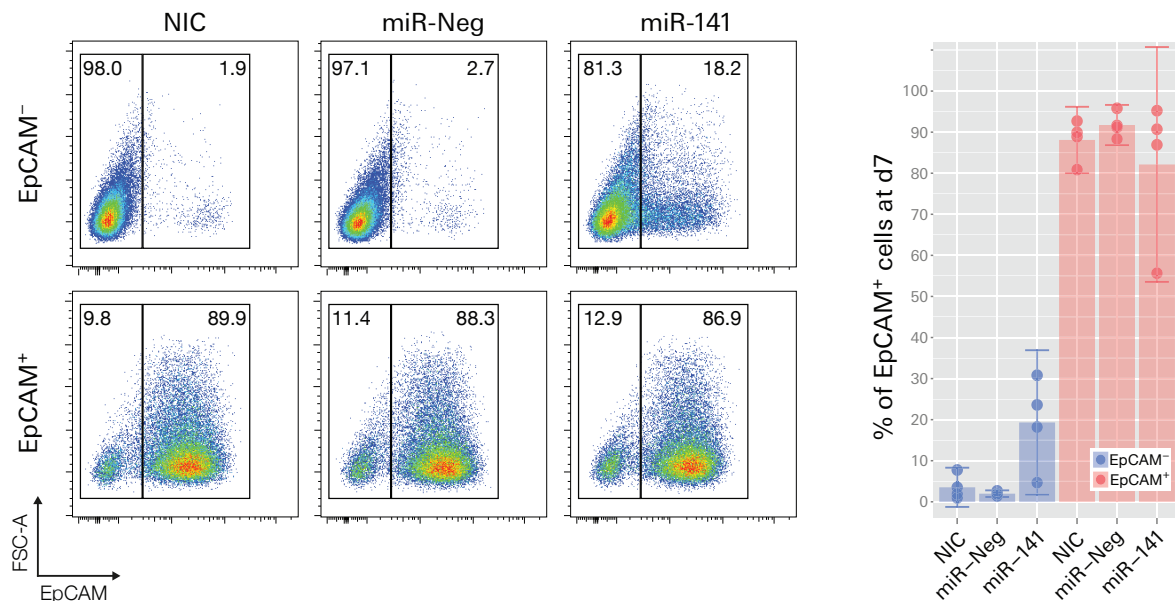 NIC miR-Neg miR-141
EpCAM⁻
98.0 1.9
97.1 2.7
81.3 18.2
EpCAM⁺
9.8 89.9
11.4 88.3
12.9 86.9
FSC-A
EpCAM
% of EpCAM⁺ cells at d7
100
90
80
70
60
50
40
30
20
10
0
EpCAM⁻
EpCAM⁺
NIC
miR-Neg
miR-141
NIC
miR-Neg
miR-141